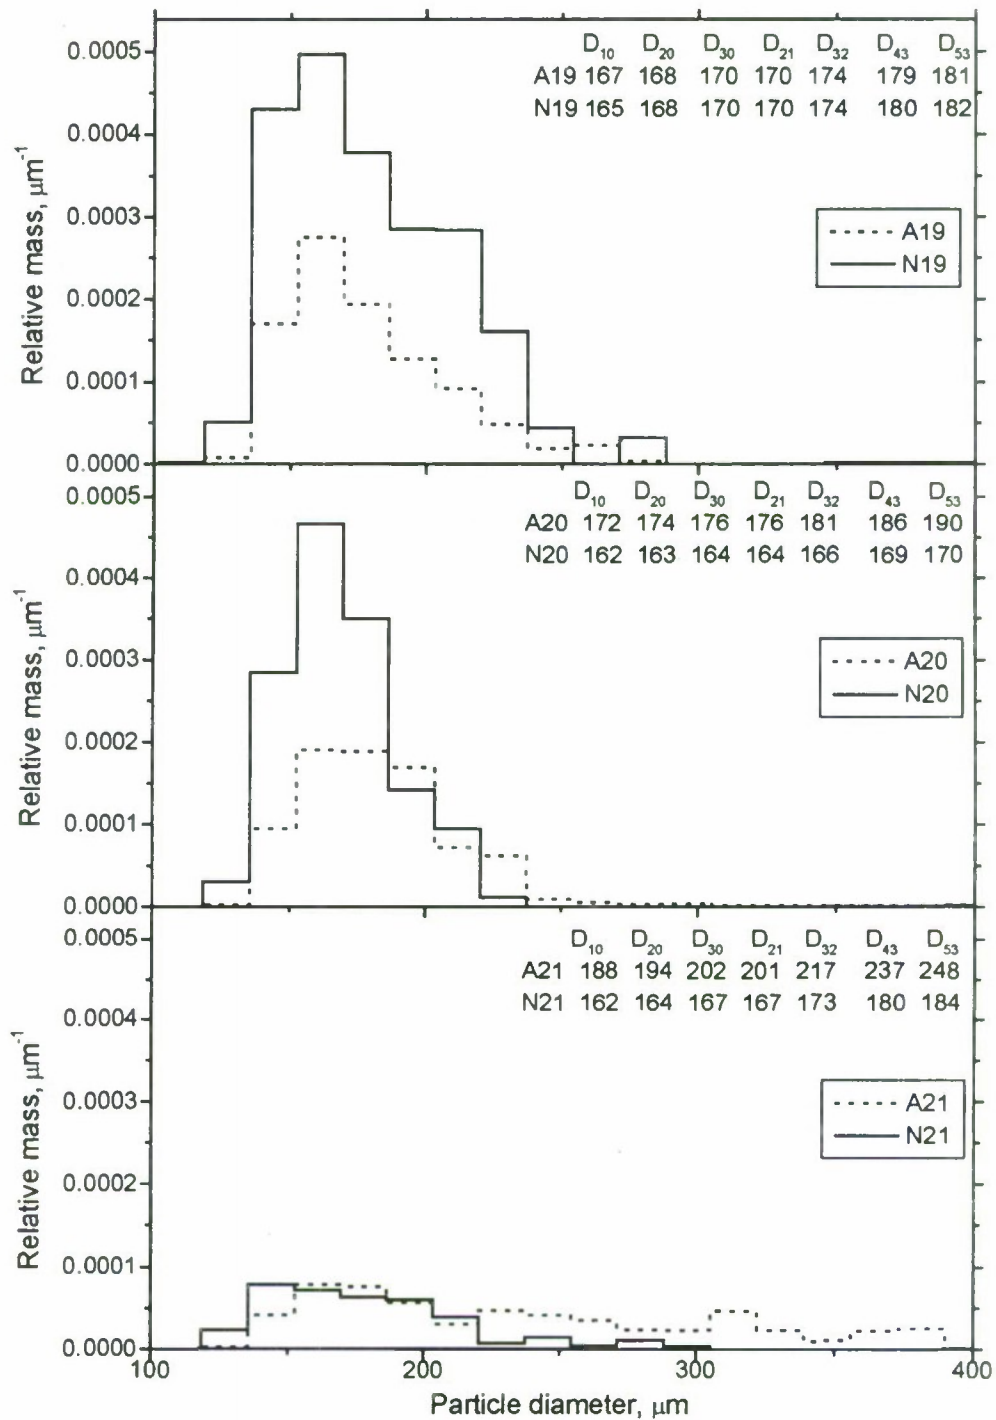 D10 D20 D30 D21 D32 D43 D53
A19 167 168 170 170 174 179 181
N19 165 168 170 170 174 180 182
0.0005
0.0004
0.0003
0.0002
0.0001
0.0000
Relative mass, μm-1
A19
N19
D10 D20 D30 D21 D32 D43 D53
A20 172 174 176 176 181 186 190
N20 162 163 164 164 166 169 170
0.0005
0.0004
0.0003
0.0002
0.0001
0.0000
Relative mass, μm-1
A20
N20
D10 D20 D30 D21 D32 D43 D53
A21 188 194 202 201 217 237 248
N21 162 164 167 167 173 180 184
0.0005
0.0004
0.0003
0.0002
0.0001
0.0000
Relative mass, μm-1
A21
N21
100 200 300 400
Particle diameter, μm